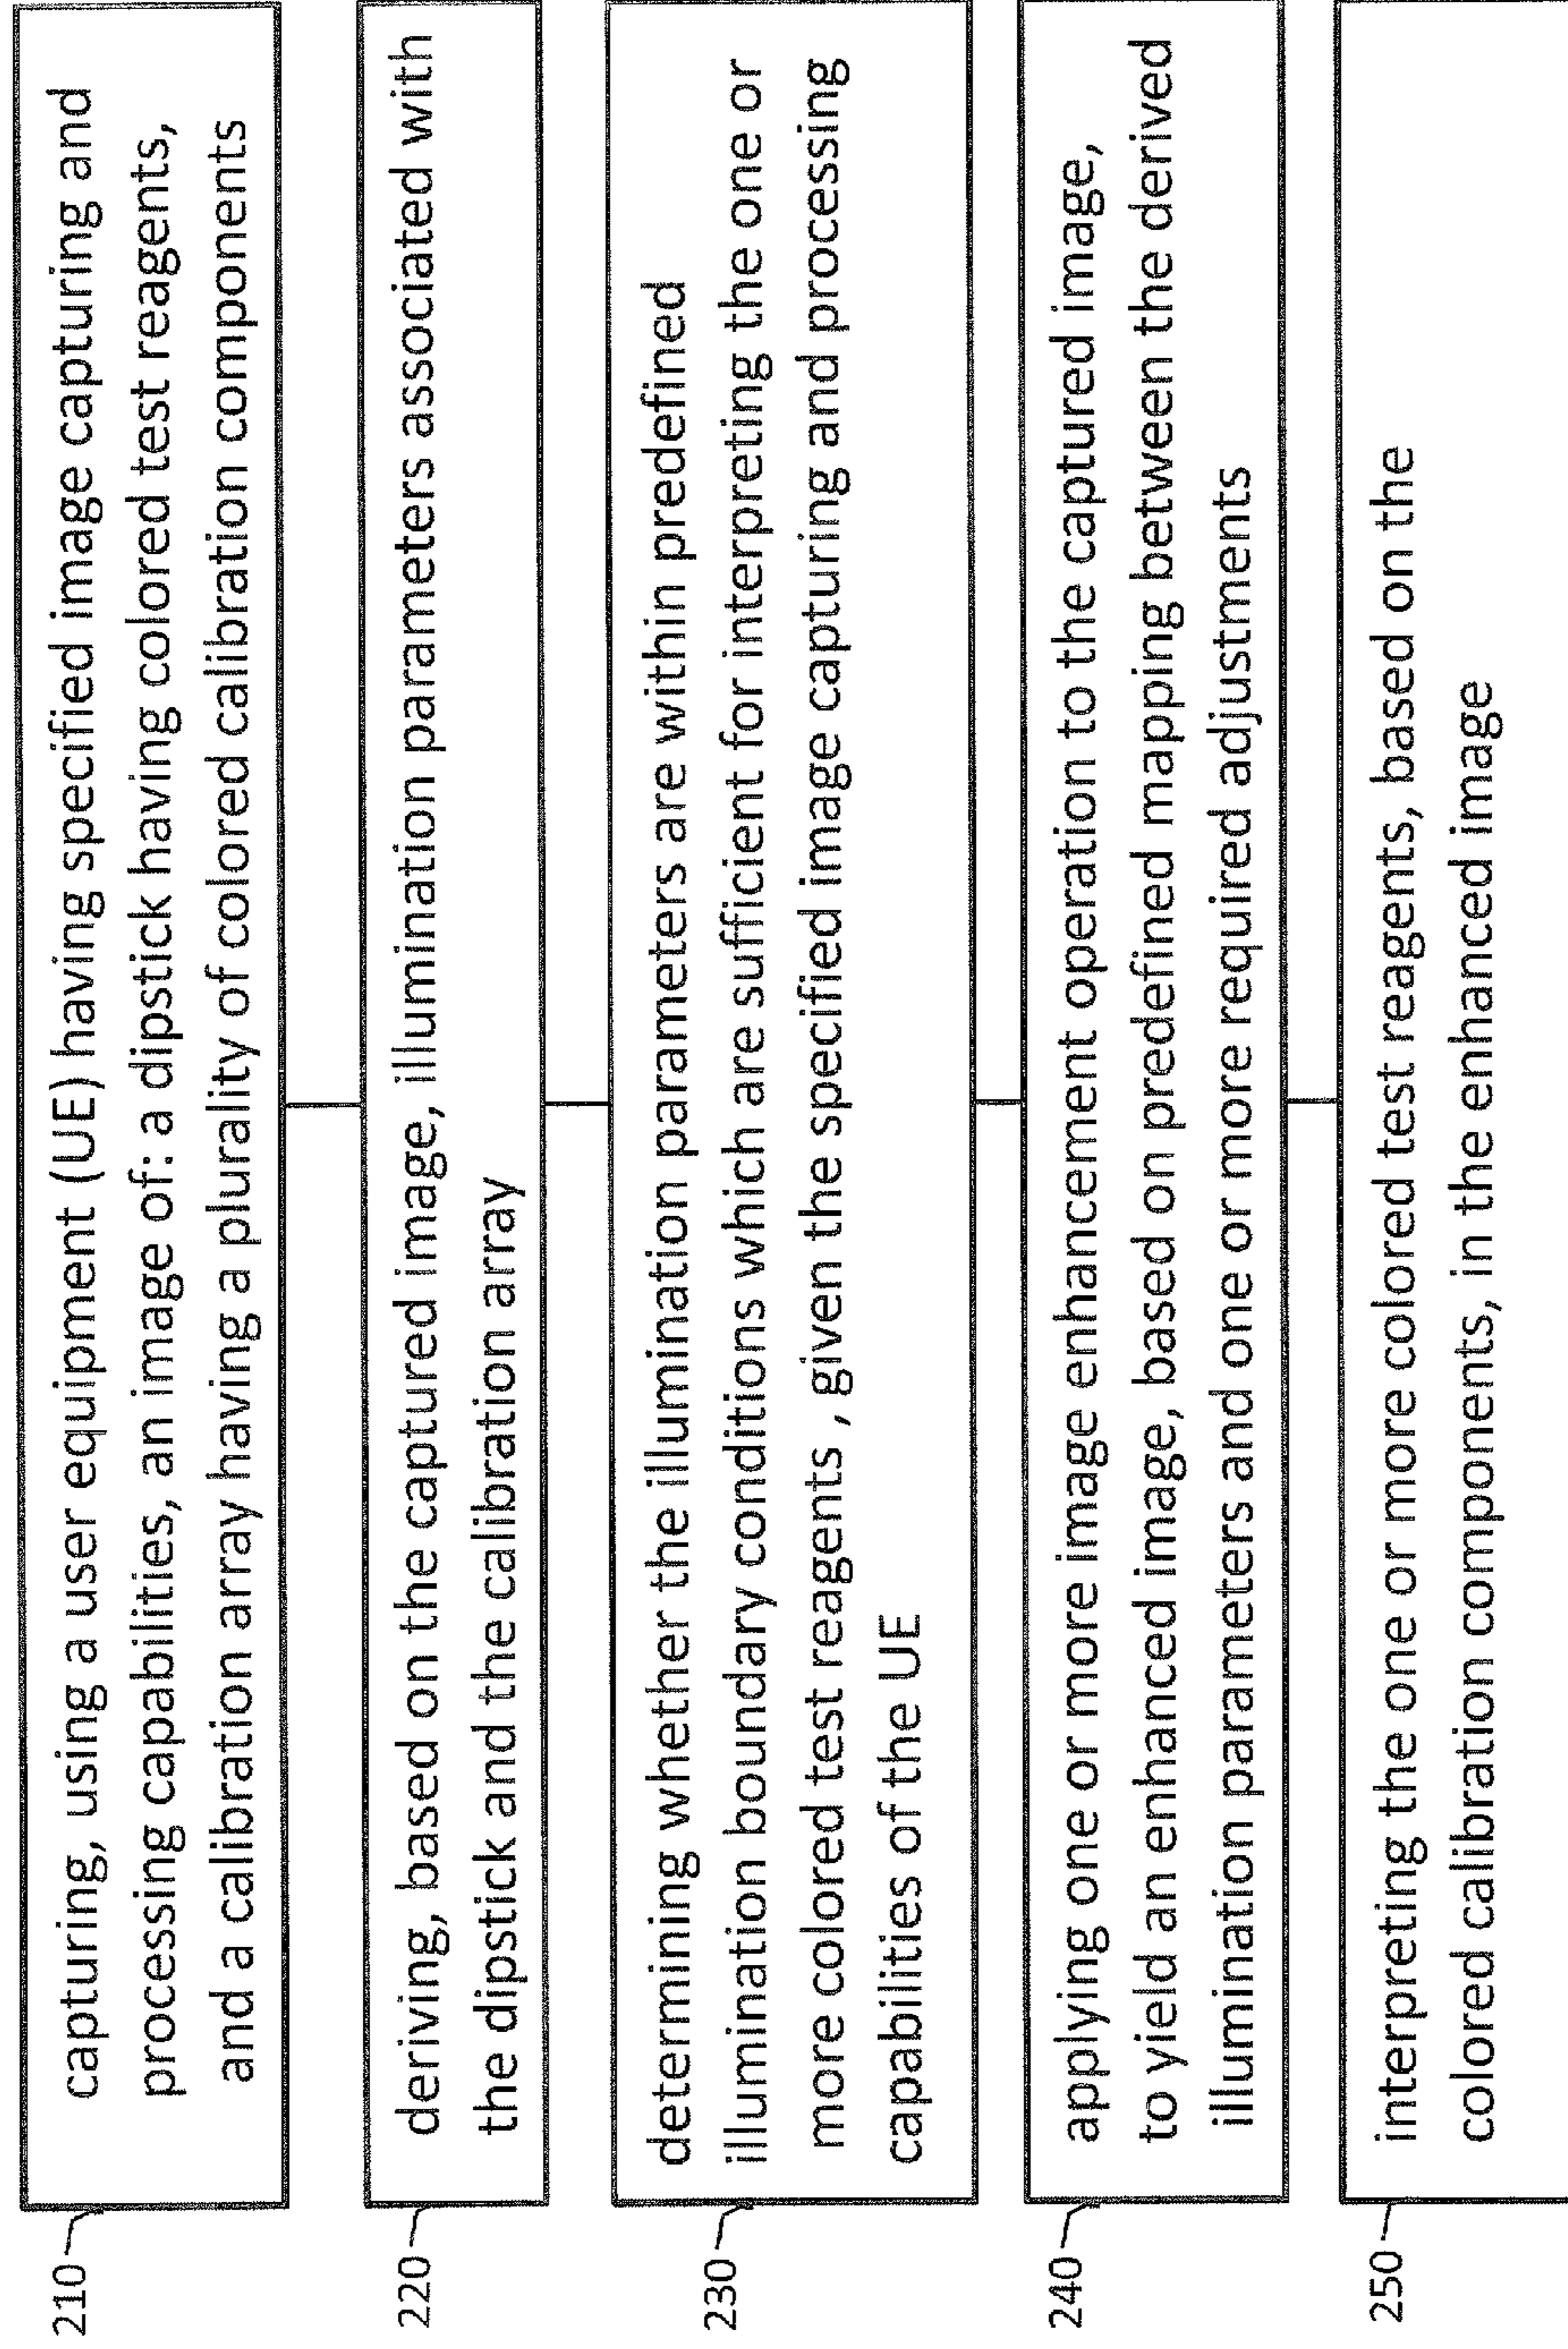 210
capturing, using a user equipment (UE) having specified image capturing and
processing capabilities, an image of: a dipstick having colored test reagents,
and a calibration array having a plurality of colored calibration components
220
deriving, based on the captured image, illumination parameters associated with
the dipstick and the calibration array
230
determining whether the illumination parameters are within predefined
illumination boundary conditions which are sufficient for interpreting the one or
more colored test reagents , given the specified image capturing and processing
capabilities of the UE
240
applying one or more image enhancement operation to the captured image,
to yield an enhanced image, based on predefined mapping between the derived
illumination parameters and one or more required adjustments
250
interpreting the one or more colored test reagents, based on the
colored calibration components, in the enhanced image